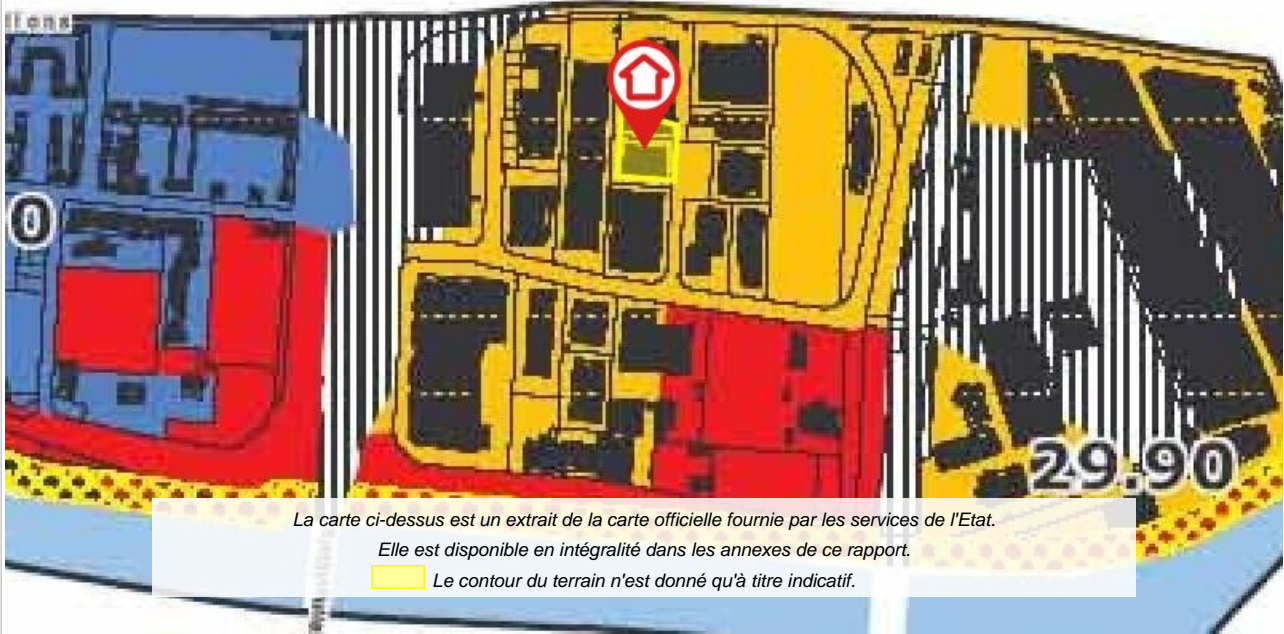 0
29.90
La carte ci-dessus est un extrait de la carte officielle fournie par les services de l'Etat.
Elle est disponible en intégralité dans les annexes de ce rapport.
Le contour du terrain n'est donné qu'à titre indicatif.